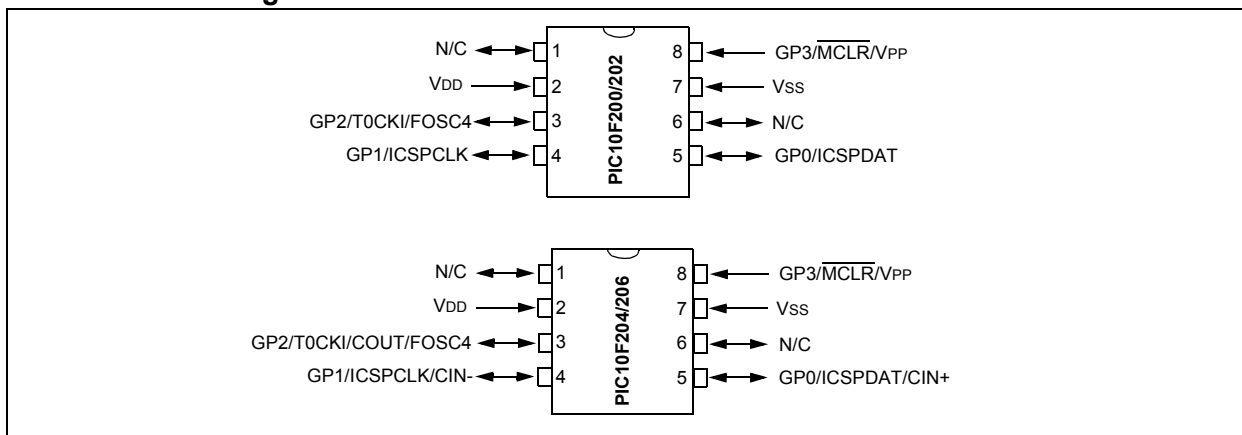 N/C 1 8 GP3/MCLR/VPP
VDD 2 7 VSS
GP2/T0CKI/FOSC4 3 6 N/C
GP1/ICSPCLK 4 5 GP0/ICSPDAT
PIC10F200/202
N/C 1 8 GP3/MCLR/VPP
VDD 2 7 VSS
GP2/T0CKI/COUT/FOSC4 3 6 N/C
GP1/ICSPCLK/CIN- 4 5 GP0/ICSPDAT/CIN+
PIC10F204/206